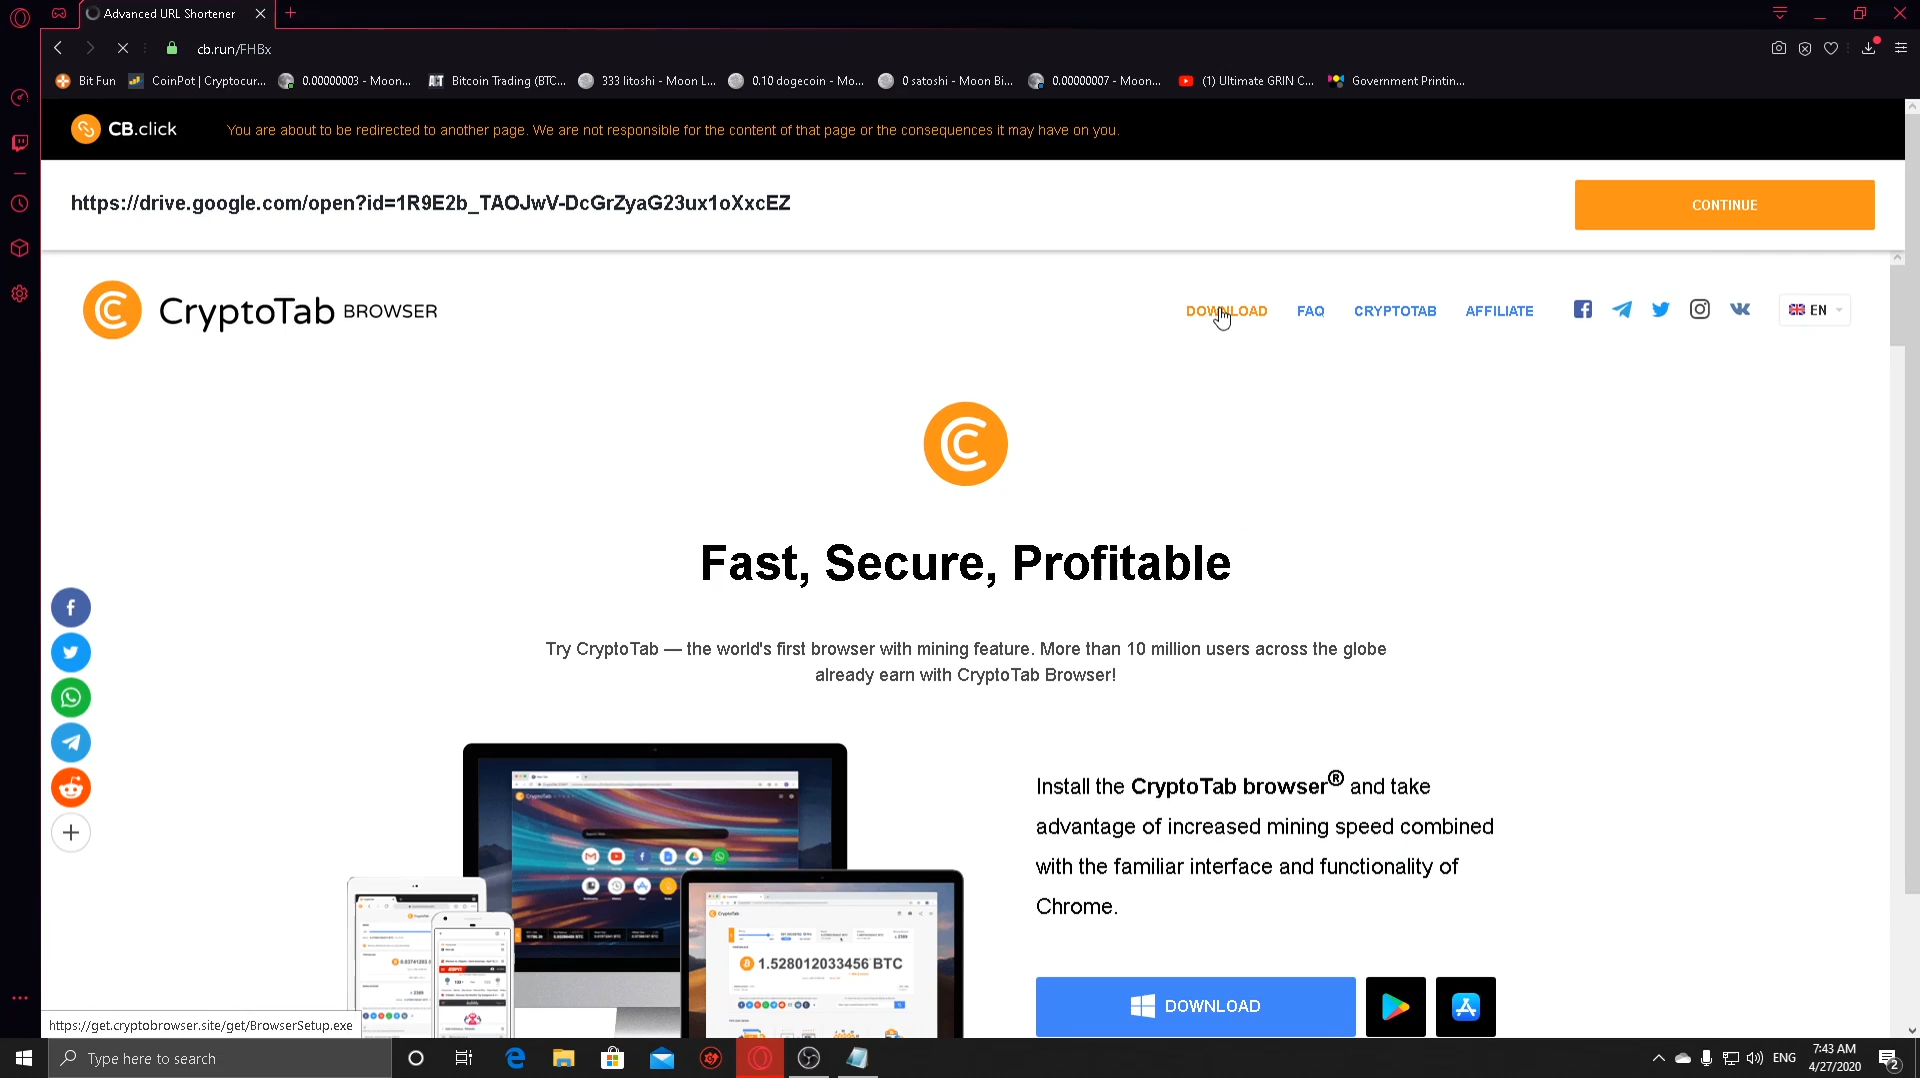 Advanced URL Shortener
cb.run/FHBx
Bit Fun
CoinPot | Cryptocur...
0.00000003 - Moon...
Bitcoin Trading (BTC...
333 litoshi - Moon L...
0.10 dogecoin - Mo...
0 satoshi - Moon Bi...
0.00000007 - Moon...
(1) Ultimate GRIN C...
Government Printin...
CB.click
You are about to be redirected to another page. We are not responsible for the content of that page or the consequences it may have on you.
https://drive.google.com/open?id=1R9E2b_TAOJwV-DcGrZyaG23ux1oXxcEZ
CONTINUE
CryptoTab BROWSER
DOWNLOAD
FAQ
CRYPTOTAB
AFFILIATE
EN
Fast, Secure, Profitable
Try CryptoTab — the world's first browser with mining feature. More than 10 million users across the globe
already earn with CryptoTab Browser!
Install the CryptoTab browser® and take
advantage of increased mining speed combined
with the familiar interface and functionality of
Chrome.
1.528012033456 BTC
DOWNLOAD
https://get.cryptobrowser.site/get/BrowserSetup.exe
Type here to search
ENG
7:43 AM
4/27/2020
2